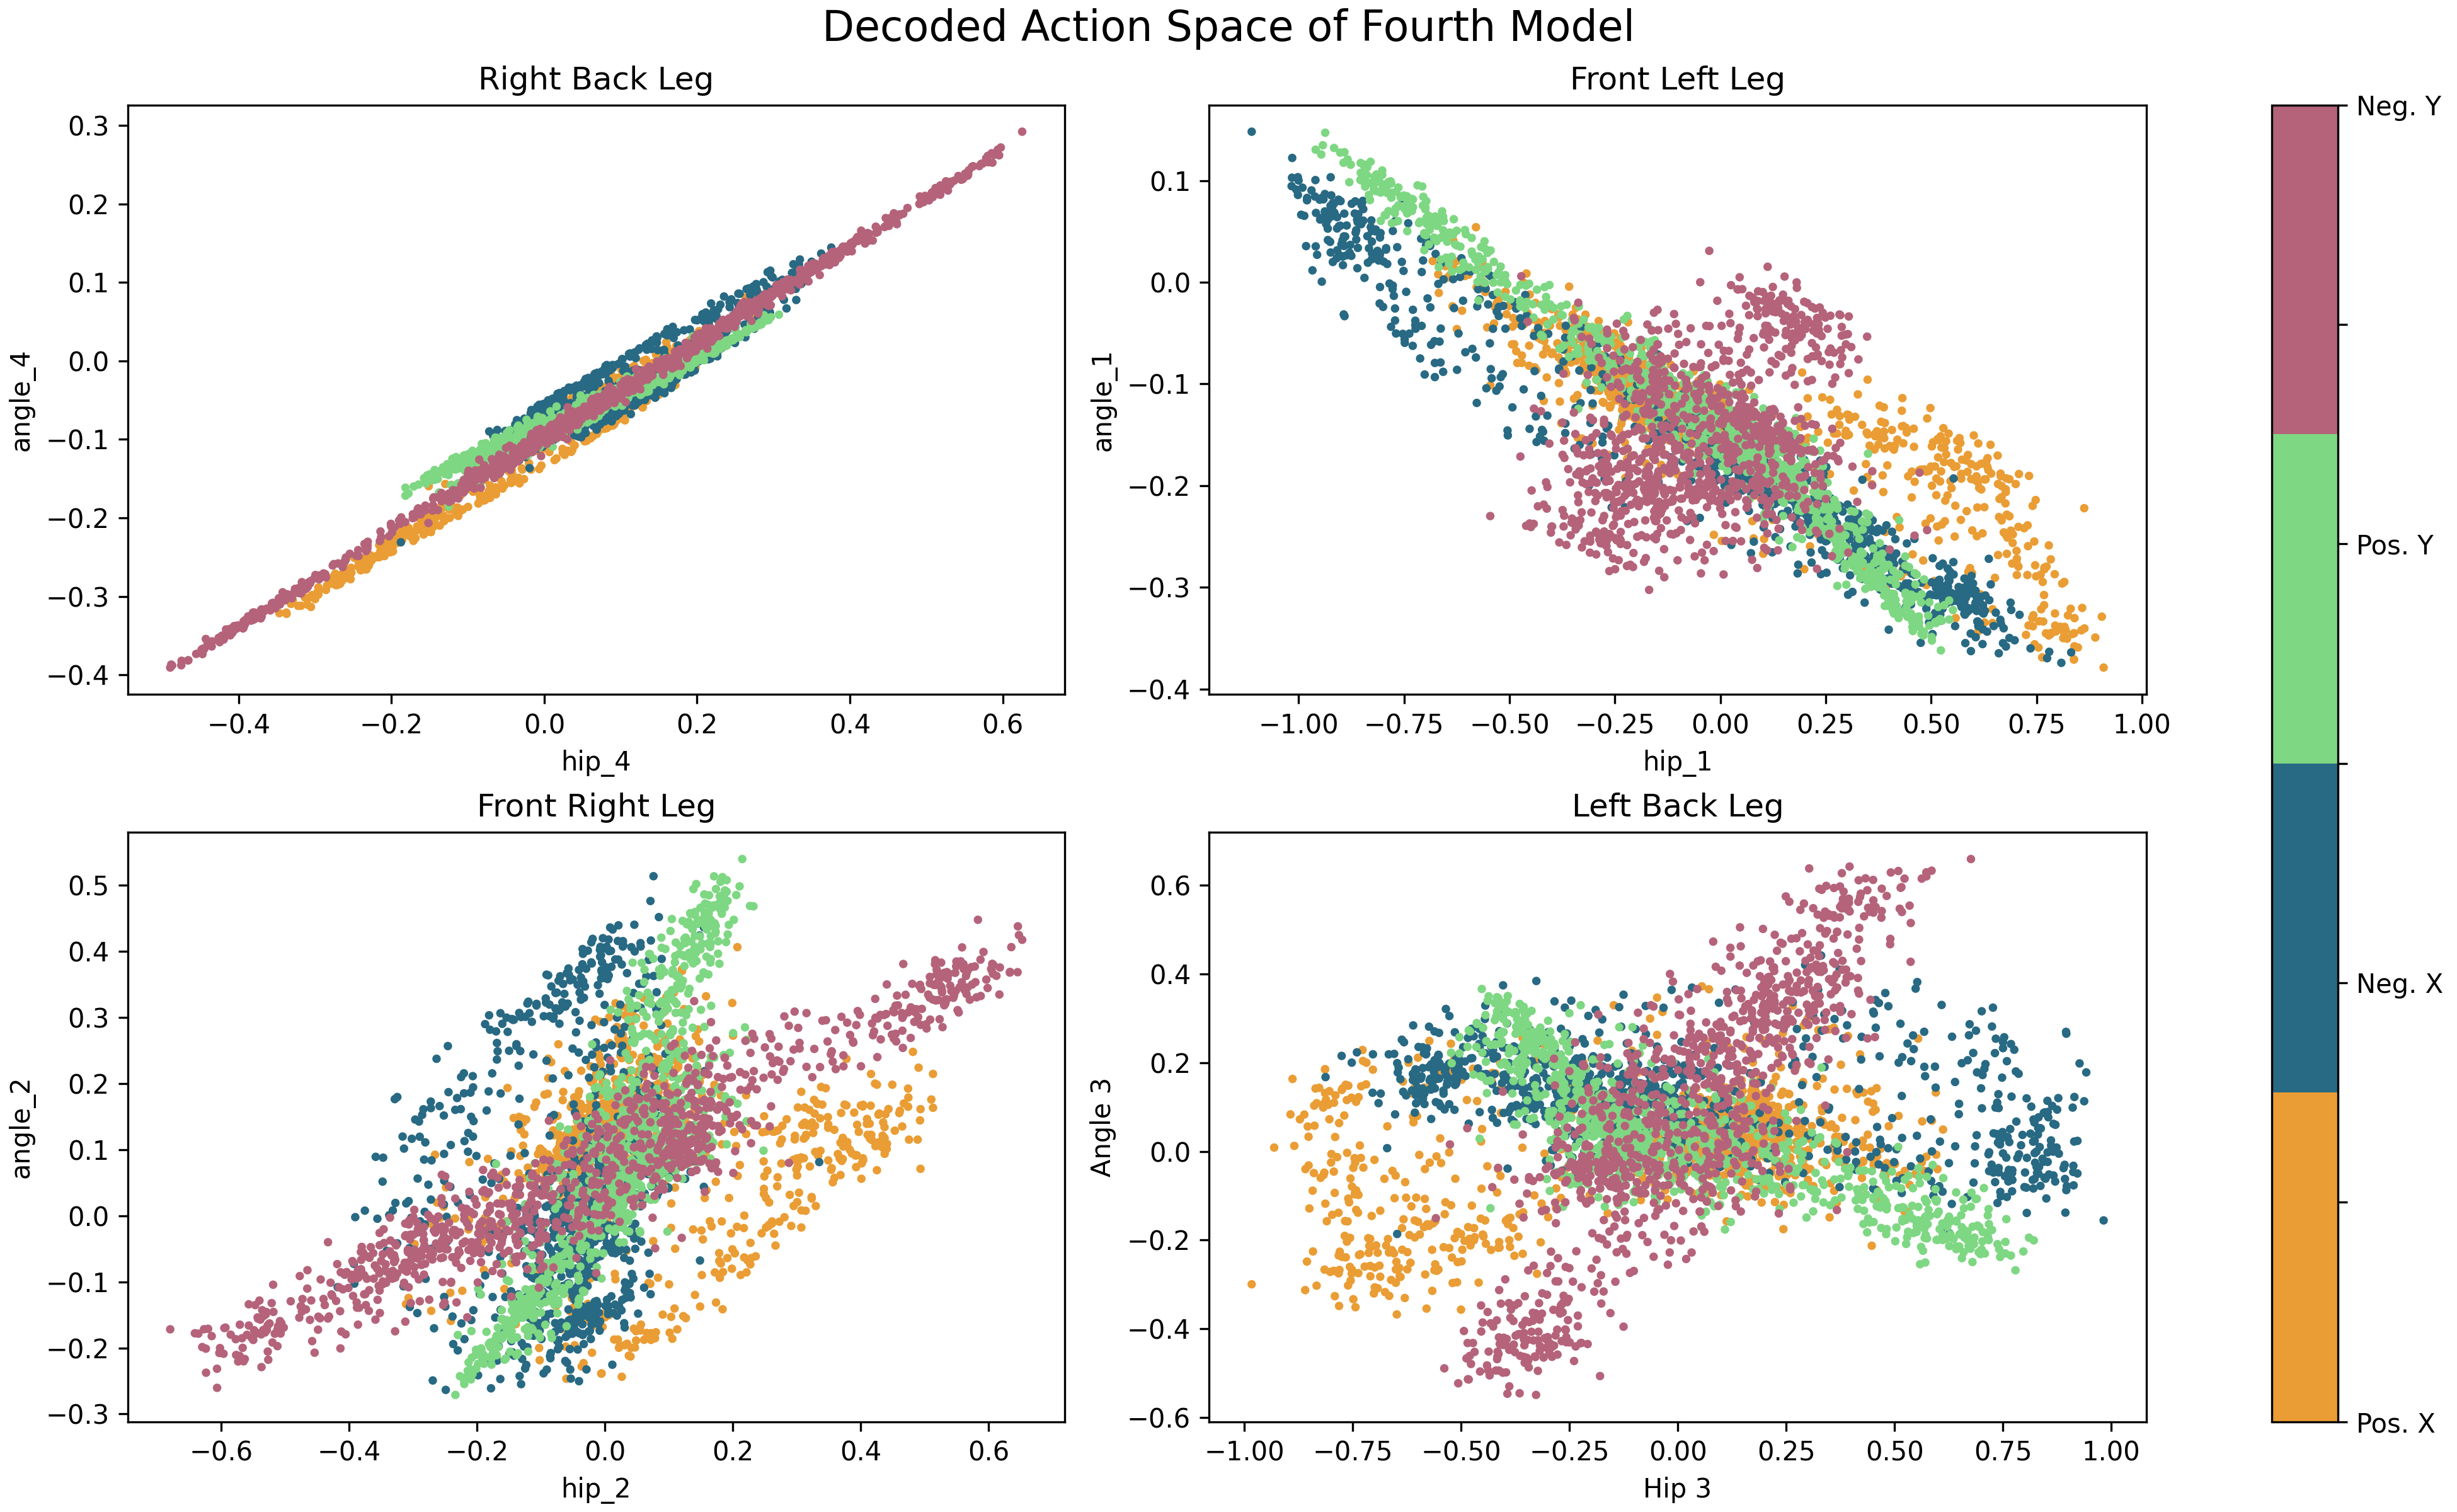 Decoded Action Space of Fourth Model
Right Back Leg
0.3
0.2
0.1
0.0
−0.1
−0.2
−0.3
−0.4
angle_4
−0.4 −0.2 0.0 0.2 0.4 0.6
hip_4
Front Left Leg
0.1
0.0
−0.1
−0.2
−0.3
−0.4
angle_1
−1.00 −0.75 −0.50 −0.25 0.00 0.25 0.50 0.75 1.00
hip_1
Front Right Leg
0.5
0.4
0.3
0.2
0.1
0.0
−0.1
−0.2
−0.3
angle_2
−0.6 −0.4 −0.2 0.0 0.2 0.4 0.6
hip_2
Left Back Leg
0.6
0.4
0.2
0.0
−0.2
−0.4
−0.6
Angle 3
−1.00 −0.75 −0.50 −0.25 0.00 0.25 0.50 0.75 1.00
Hip 3
Neg. Y
Pos. Y
Neg. X
Pos. X